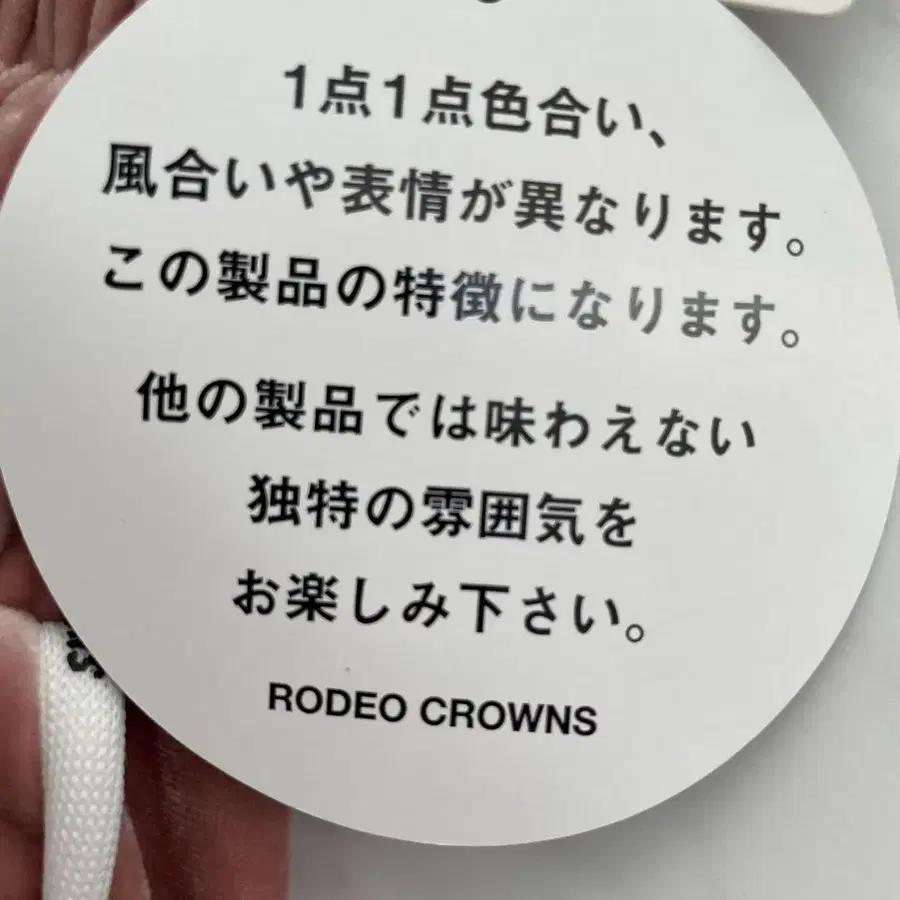 1点1点色合い、
風合いや表情が異なります。
この製品の特徴になります。
他の製品では味わえない
独特の雰囲気を
お楽しみ下さい。
RODEO CROWNS